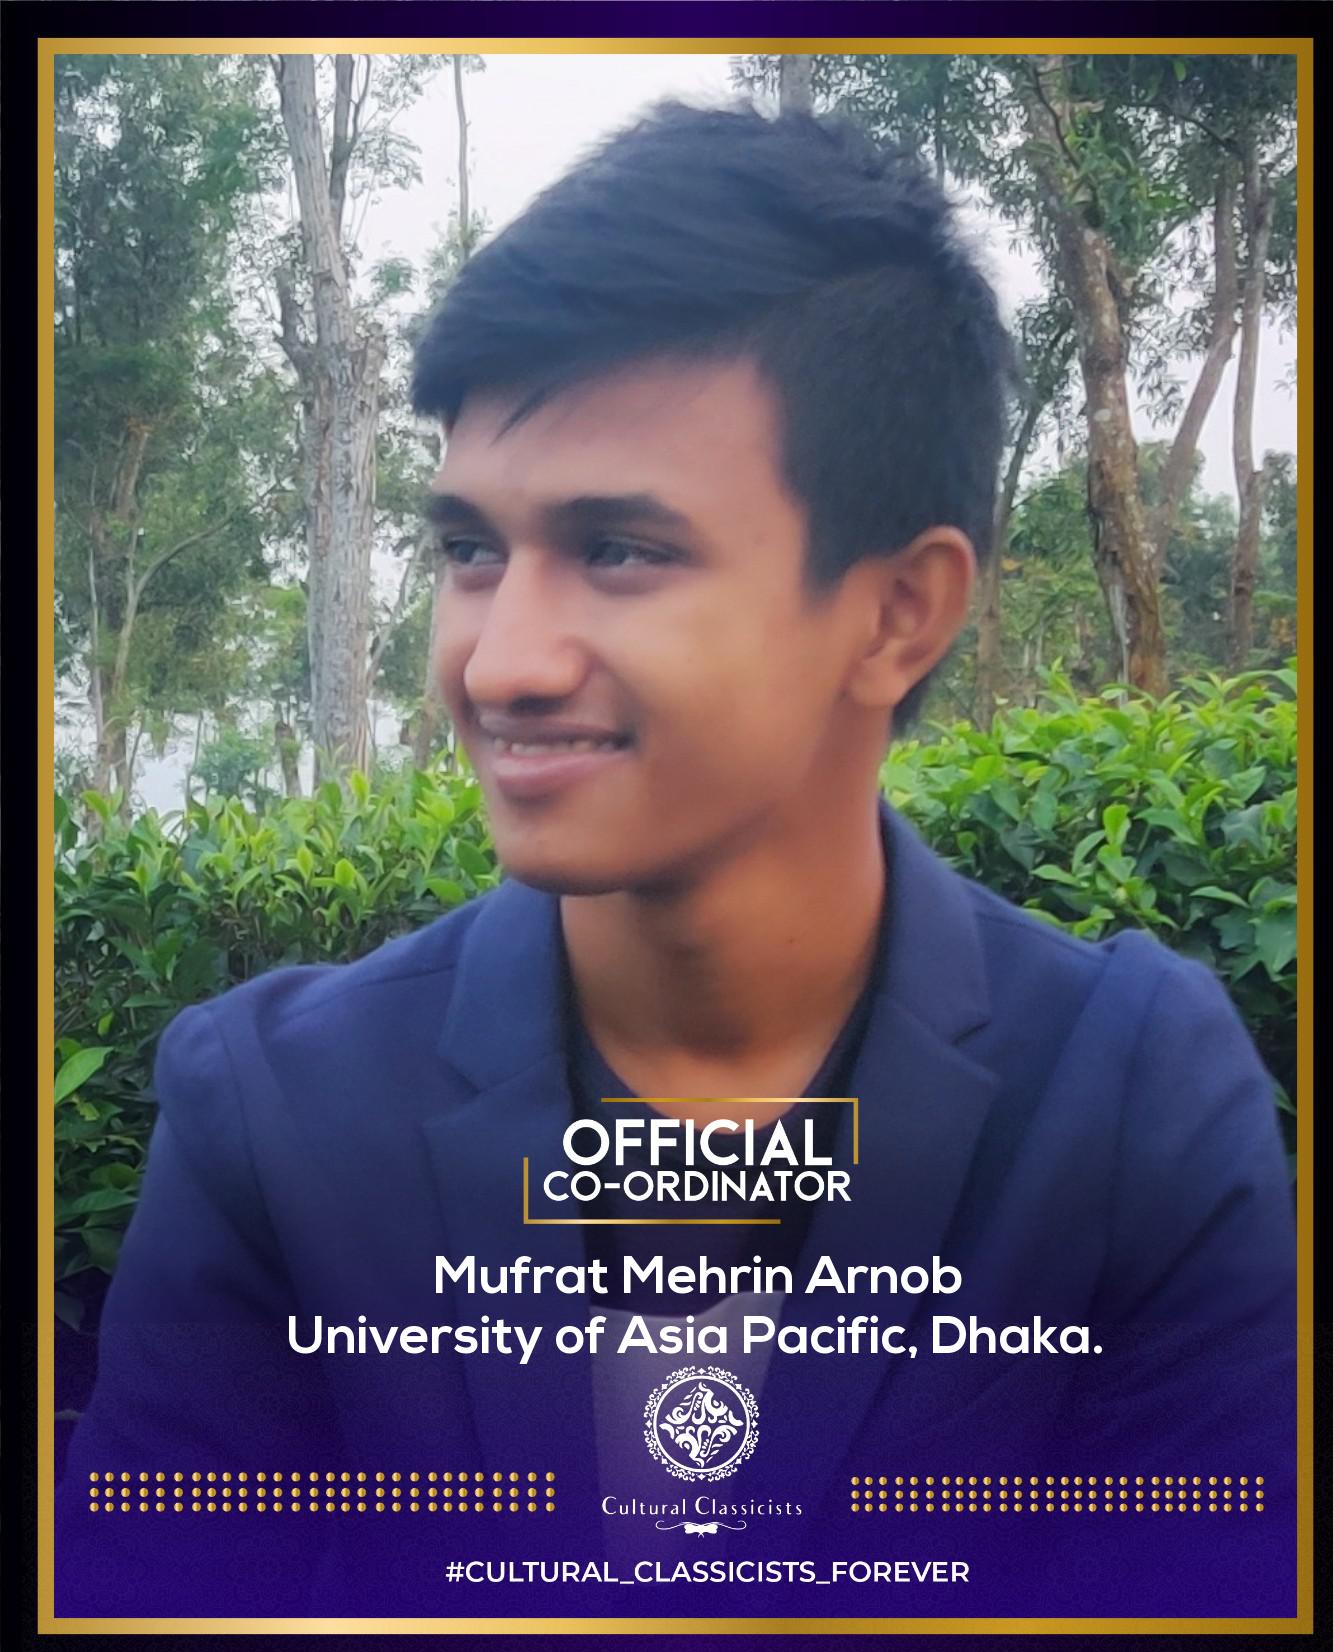 OFFICIAL
CO-ORDINATOR
Mufrat Mehrin Arnob
University of Asia Pacific, Dhaka.
Cultural Classicists
#CULTURAL_CLASSICISTS_FOREVER